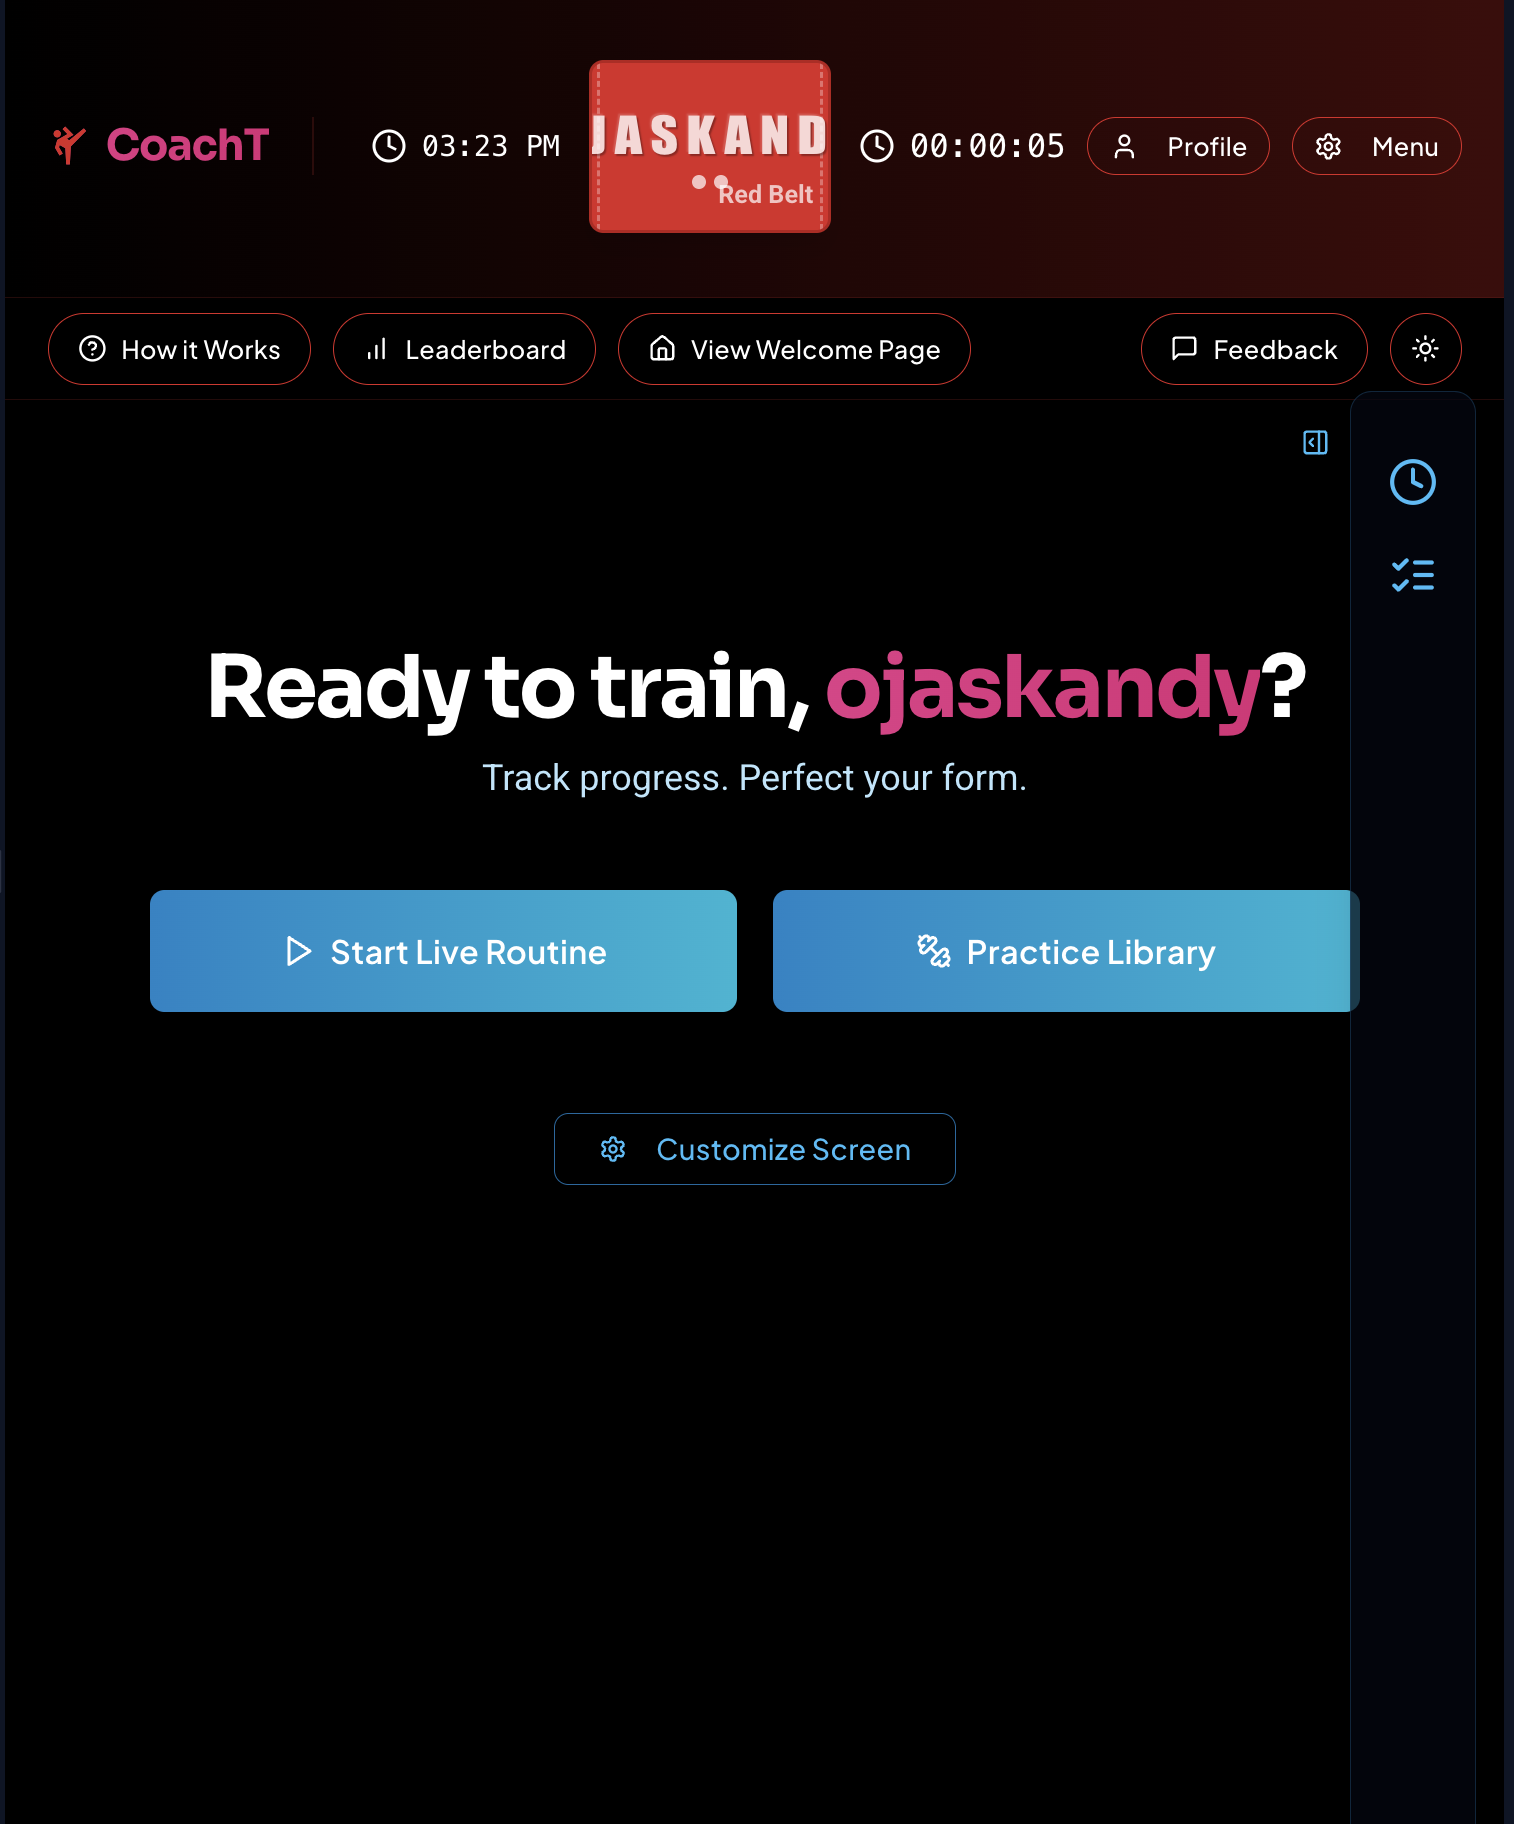 CoachT
03:23 PM
JASKAND
Red Belt
00:00:05
Profile
Menu
How it Works
Leaderboard
View Welcome Page
Feedback
Ready to train, ojaskandy?
Track progress. Perfect your form.
Start Live Routine
Practice Library
Customize Screen